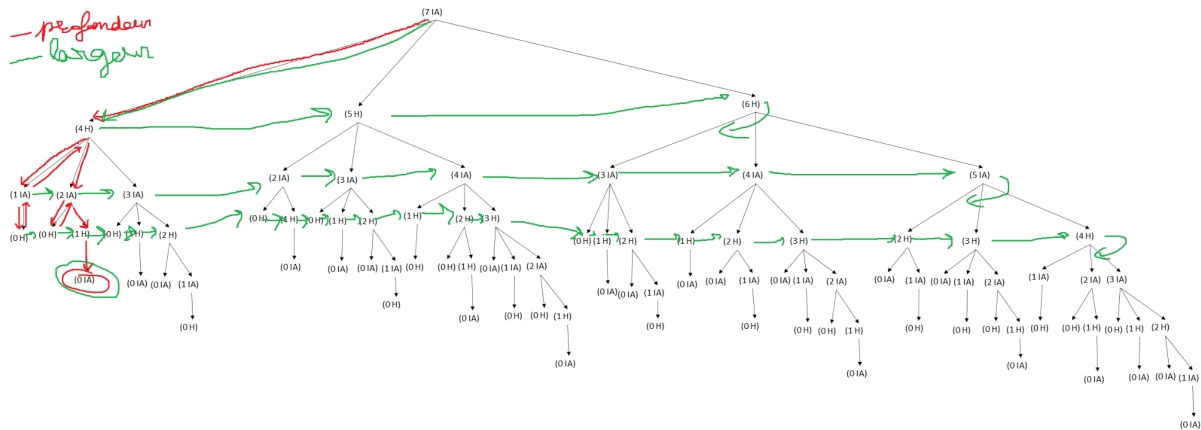 (7 IA)
profondeur
largeur
(4 H) (5 H) (6 H)
(1 IA) (2 IA) (3 IA) (2 IA) (3 IA) (4 IA) (3 IA) (4 IA) (5 IA)
(0 H) (0 H) (1 H) (0 H) (1 H) (2 H) (0 H) (1 H) (0 H) (1 H) (2 H) (1 H) (2 H) (3 H) (0 H) (1 H) (2 H) (1 H) (2 H) (3 H) (2 H) (3 H) (4 H)
(0 IA) (0 IA) (0 IA) (1 IA) (0 IA) (0 IA) (0 IA) (1 IA) (0 H) (0 H) (1 H) (0 IA) (1 IA) (2 IA) (0 IA) (0 IA) (1 IA) (0 IA) (0 IA) (1 IA) (0 IA) (1 IA) (2 IA) (0 IA) (1 IA) (0 IA) (1 IA) (2 IA) (1 IA) (2 IA) (3 IA)
(0 H) (0 H) (0 IA) (0 H) (0 H) (1 H) (0 H) (0 H) (0 H) (0 H) (1 H) (0 H) (0 H) (0 H) (1 H) (0 H) (0 H) (1 H) (0 H) (1 H) (2 H)
(0 IA) (0 IA) (0 IA) (0 IA) (0 IA) (0 IA) (1 IA)
(0 IA)